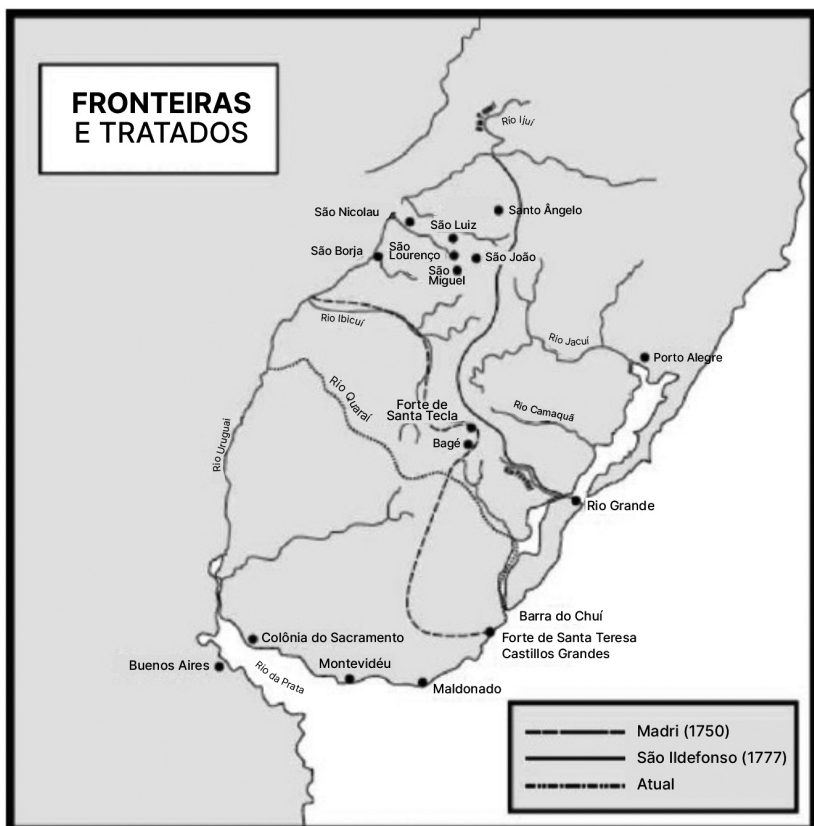 FRONTEIRAS
E TRATADOS
Rio Ijuí
São Nicolau
Santo Ângelo
São Luiz
São Borja
São
Lourenço
São João
São
Miguel
Rio Ibicuí
Rio Jacui
Porto Alegre
Rio Quaraí
Forte de
Santa Tecla
Rio Camaquã
Bagé
Rio Uruguai
Rio Grande
Barra do Chuí
Colônia do Sacramento
Forte de Santa Teresa
Castillos Grandes
Buenos Aires
Rio da Prata
Montevidéu
Maldonado
Madri (1750)
São Ildefonso (1777)
Atual